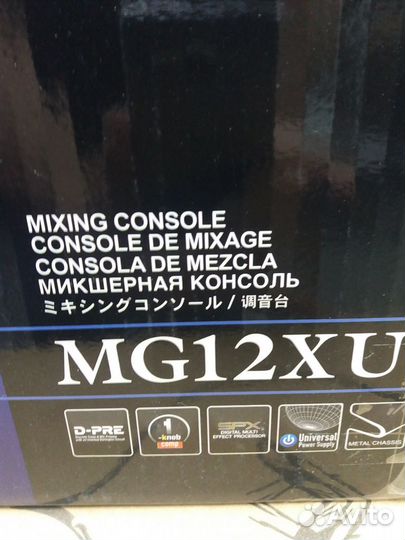 MIXING CONSOLE
CONSOLE DE MIXAGE
CONSOLA DE MEZCLA
МИКШЕРНАЯ КОНСОЛЬ
ミキシングコンソール / 调音台
MG12XU
D-PRE
1
-knob
comp
SPX
DIGITAL MULTI
EFFECT PROCESSOR
Universal
Power Supply
METAL CHASSIS
Avito